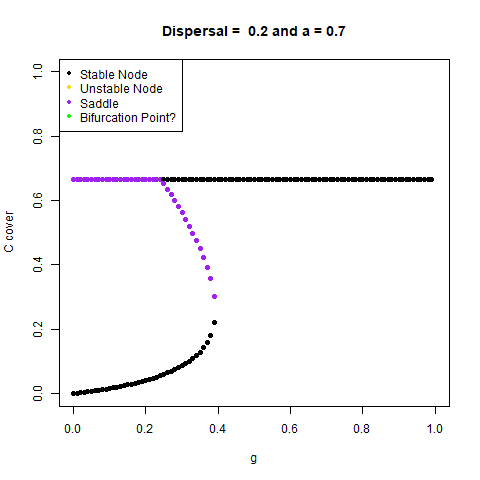 Dispersal =  0.2 and a = 0.7
Stable Node
Unstable Node
Saddle
Bifurcation Point?
C cover
1.0
0.8
0.6
0.4
0.2
0.0
0.0 0.2 0.4 0.6 0.8 1.0
g